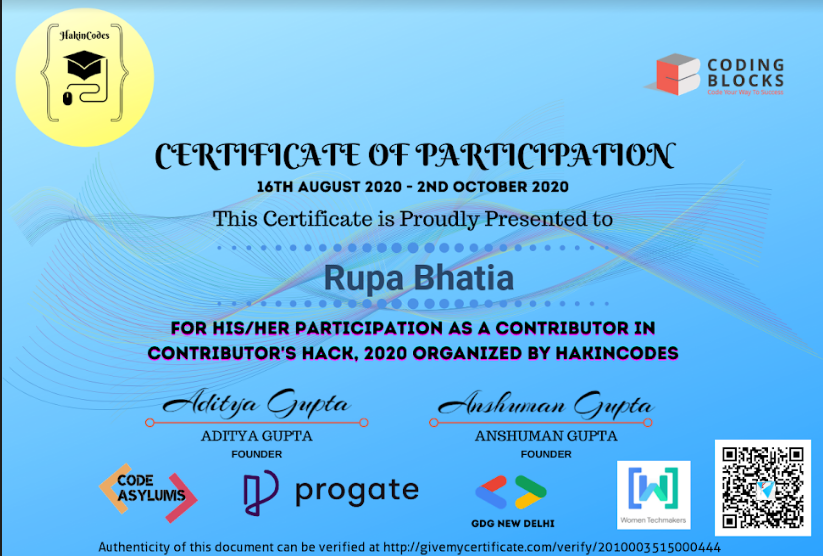 HakinCodes
CODING
BLOCKS
Code Your Way To Success
CERTIFICATE OF PARTICIPATION
16TH AUGUST 2020 - 2ND OCTOBER 2020
This Certificate is Proudly Presented to
Rupa Bhatia
FOR HIS/HER PARTICIPATION AS A CONTRIBUTOR IN
CONTRIBUTOR'S HACK, 2020 ORGANIZED BY HAKINCODES
Aditya Gupta
Anshuman Gupta
ADITYA GUPTA
ANSHUMAN GUPTA
FOUNDER
FOUNDER
CODE
ASYLUMS
progate
GDG NEW DELHI
W
Women Techmakers
Authenticity of this document can be verified at http://givemycertificate.com/verify/2010003515000444